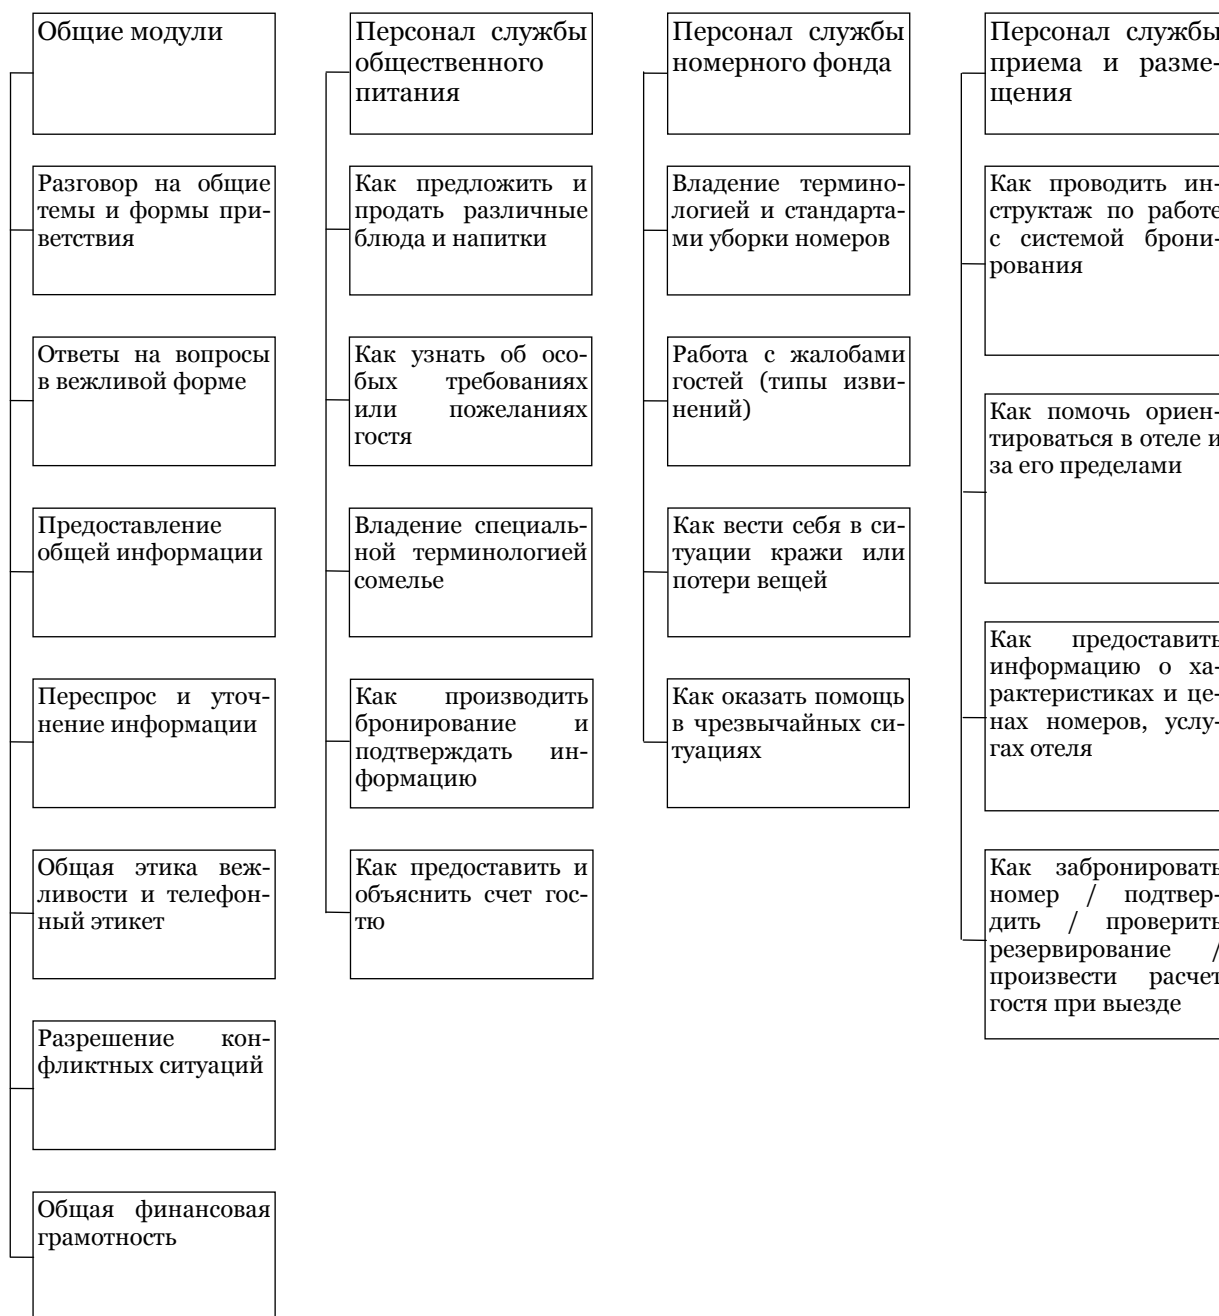 Общие модули
Разговор на общие
темы и формы при-
ветствия
Ответы на вопросы
в вежливой форме
Предоставление
общей информации
Переспрос и уточ-
нение информации
Общая этика веж-
ливости и телефон-
ный этикет
Разрешение кон-
фликтных ситуаций
Общая финансовая
грамотность
Персонал службы
общественного
питания
Как предложить и
продать различные
блюда и напитки
Как узнать об осо-
бых требованиях
или пожеланиях
гостя
Владение специаль-
ной терминологией
сомелье
Как производить
бронирование и
подтверждать ин-
формацию
Как предоставить и
объяснить счет гос-
тю
Персонал службы
номерного фонда
Владение термино-
логией и стандарта-
ми уборки номеров
Работа с жалобами
гостей (типы изви-
нений)
Как вести себя в си-
туации кражи или
потери вещей
Как оказать помощь
в чрезвычайных си-
туациях
Персонал службы
приема и разме-
щения
Как проводить ин-
структаж по работе
с системой брони-
рования
Как помочь ориен-
тироваться в отеле и
за его пределами
Как предоставить
информацию о ха-
рактеристиках и це-
нах номеров, услу-
гах отеля
Как забронировать
номер / подтвер-
дить / проверить
резервирование /
произвести расчет
гостя при выезде